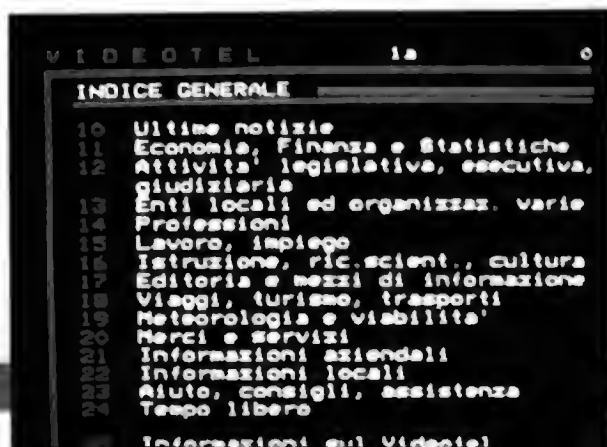 VIDEOTEL 1a 0
INDICE GENERALE
10 Ultime notizie
11 Economia, Finanza e Statistiche
12 Attivita' legislativa, esecutiva,
giudiziaria
13 Enti locali ed organizzaz. varie
14 Professioni
15 Lavoro, impiego
16 Istruzione, ric.scient., cultura
17 Editoria e mezzi di informazione
18 Viaggi, turismo, trasporti
19 Meteorologia e viabilita'
20 Merci e servizi
21 Informazioni aziendali
22 Informazioni locali
23 Aiuto, consigli, assistenza
24 Tempo libero
Informazioni sul Videotel